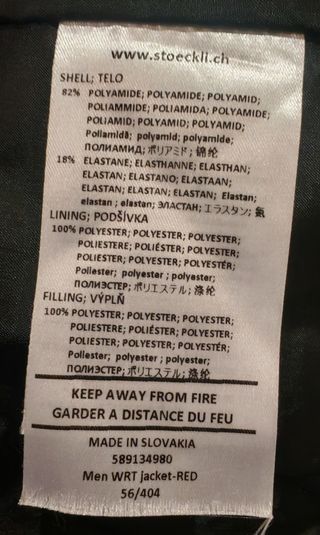 www.stoeckli.ch
SHELL; TELO
82% POLYAMIDE; POLYAMIDE; POLYAMID;
POLIAMMIDE; POLIAMIDA; POLYAMIDE;
POLIAMID; POLYAMID; POLYAMID;
Poliamidă; polyamid; polyamide;
ПОЛИАМИД; ポリアミド; 锦纶
18% ELASTANE; ELASTHANNE; ELASTHAN;
ELASTAN; ELASTANO; ELASTAAN;
ELASTAN; ELASTAN; ELASTAN; Elastan;
elastan ; elastan; ЭЛАСТАН; エラスタン; 氨
LINING; PODŠÍVKA
100% POLYESTER; POLYESTER; POLYESTER;
POLIESTERE; POLIÉSTER; POLYESTER;
POLIESTER; POLYESTER; POLYESTÉR;
Poliester; polyester ; polyester;
ПОЛИЭСТЕР; ポリエステル; 涤纶
FILLING; VÝPLŇ
100% POLYESTER; POLYESTER; POLYESTER;
POLIESTERE; POLIÉSTER; POLYESTER;
POLIESTER; POLYESTER; POLYESTÉR;
Poliester; polyester ; polyester;
ПОЛИЭСТЕР; ポリエステル; 涤纶
KEEP AWAY FROM FIRE
GARDER A DISTANCE DU FEU
MADE IN SLOVAKIA
589134980
Men WRT jacket-RED
56/404